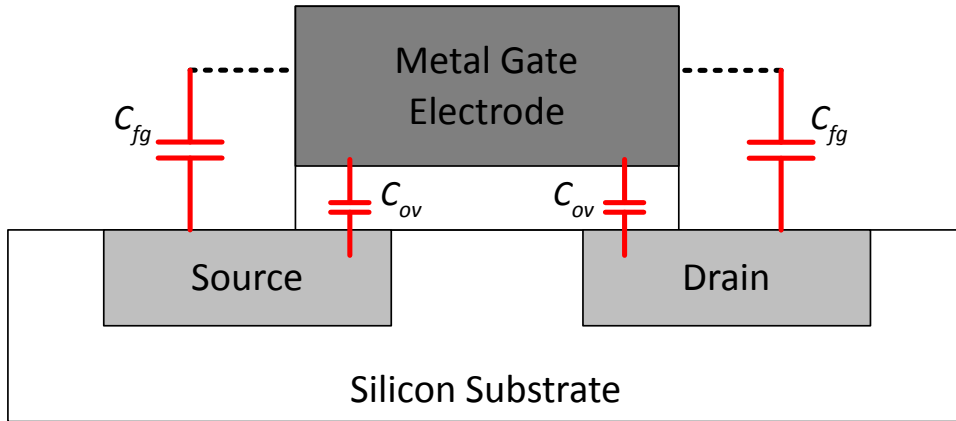 Metal Gate
Electrode
C_fg
C_fg
C_ov
C_ov
Source
Drain
Silicon Substrate